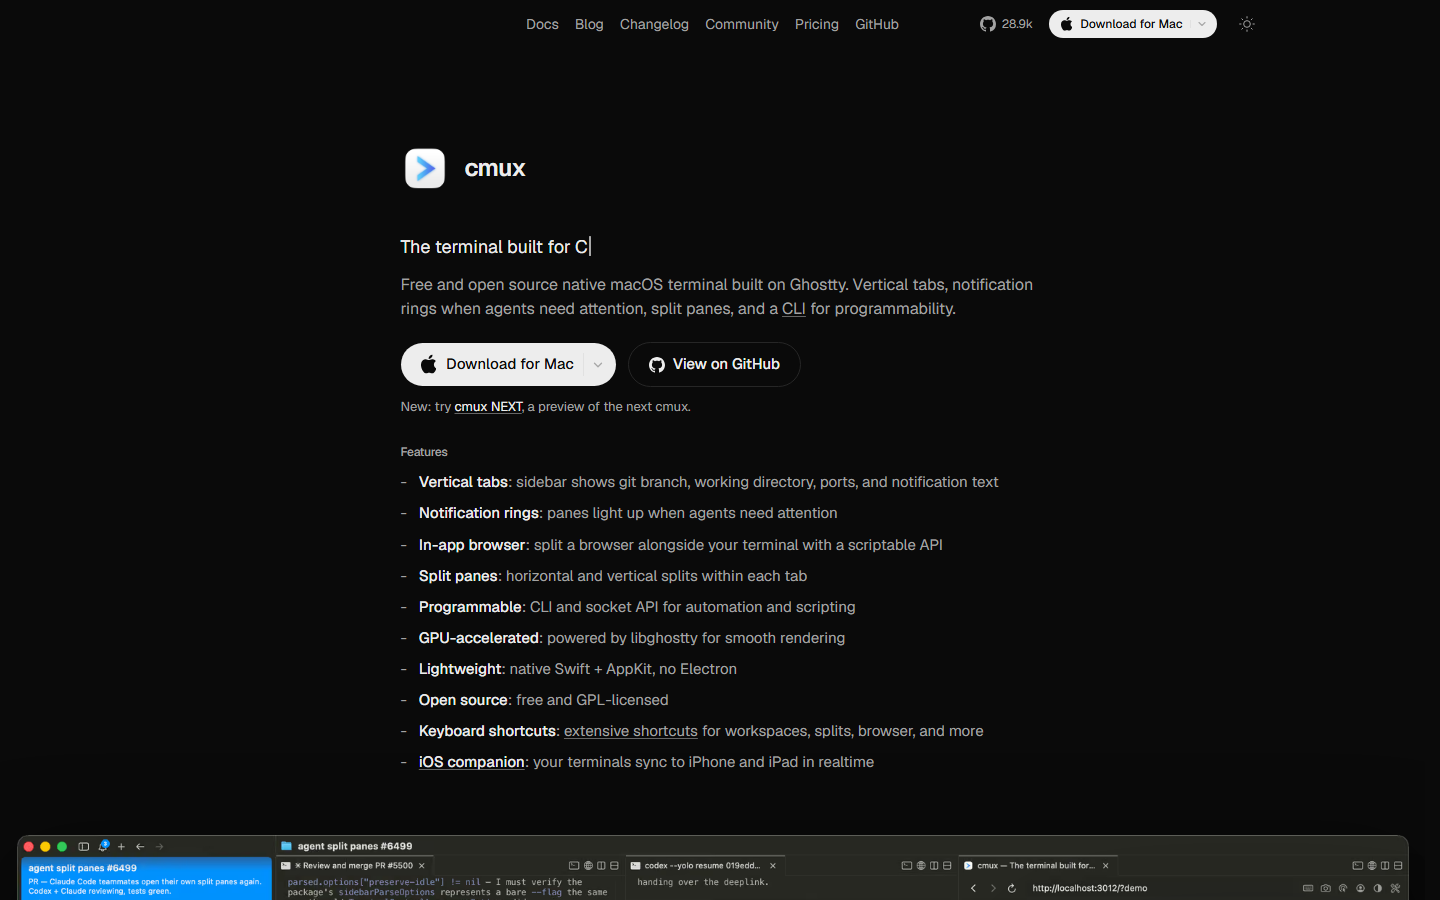 Docs Blog Changelog Community Pricing GitHub 28.9k Download for Mac
cmux
The terminal built for C
Free and open source native macOS terminal built on Ghostty. Vertical tabs, notification
rings when agents need attention, split panes, and a CLI for programmability.
Download for Mac View on GitHub
New: try cmux NEXT, a preview of the next cmux.
Features
- Vertical tabs: sidebar shows git branch, working directory, ports, and notification text
- Notification rings: panes light up when agents need attention
- In-app browser: split a browser alongside your terminal with a scriptable API
- Split panes: horizontal and vertical splits within each tab
- Programmable: CLI and socket API for automation and scripting
- GPU-accelerated: powered by libghostty for smooth rendering
- Lightweight: native Swift + AppKit, no Electron
- Open source: free and GPL-licensed
- Keyboard shortcuts: extensive shortcuts for workspaces, splits, browser, and more
- iOS companion: your terminals sync to iPhone and iPad in realtime
agent split panes #6499
agent split panes #6499
PR — Claude Code teammates open their own split panes again.
Codex + Claude reviewing, tests green.
Review and merge PR #5500
parsed.options["preserve-idle"] != nil — I must verify the
package's sidebarParseOptions represents a bare --flag the same
codex --yolo resume 019edd...
handing over the deeplink.
cmux — The terminal built for...
http://localhost:3012/?demo